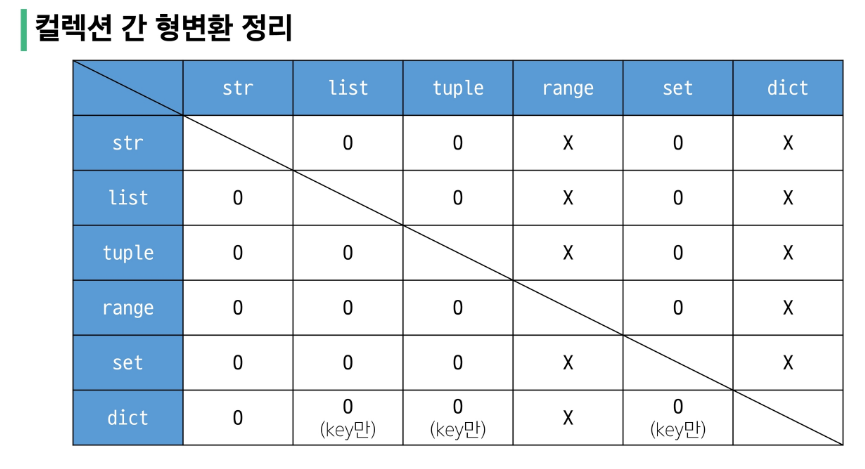 컬렉션 간 형변환 정리
str list tuple range set dict
str O O X O X
list O O X O X
tuple O O X O X
range O O O O X
set O O O X X
dict O O (key만) O (key만) X O (key만)